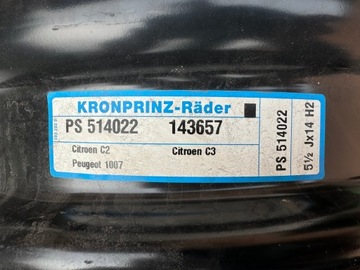 KRONPRINZ-Räder
PS 514022 143657
Citroen C2 Citroen C3
Peugeot 1007
PS 514022
5½ Jx14 H2